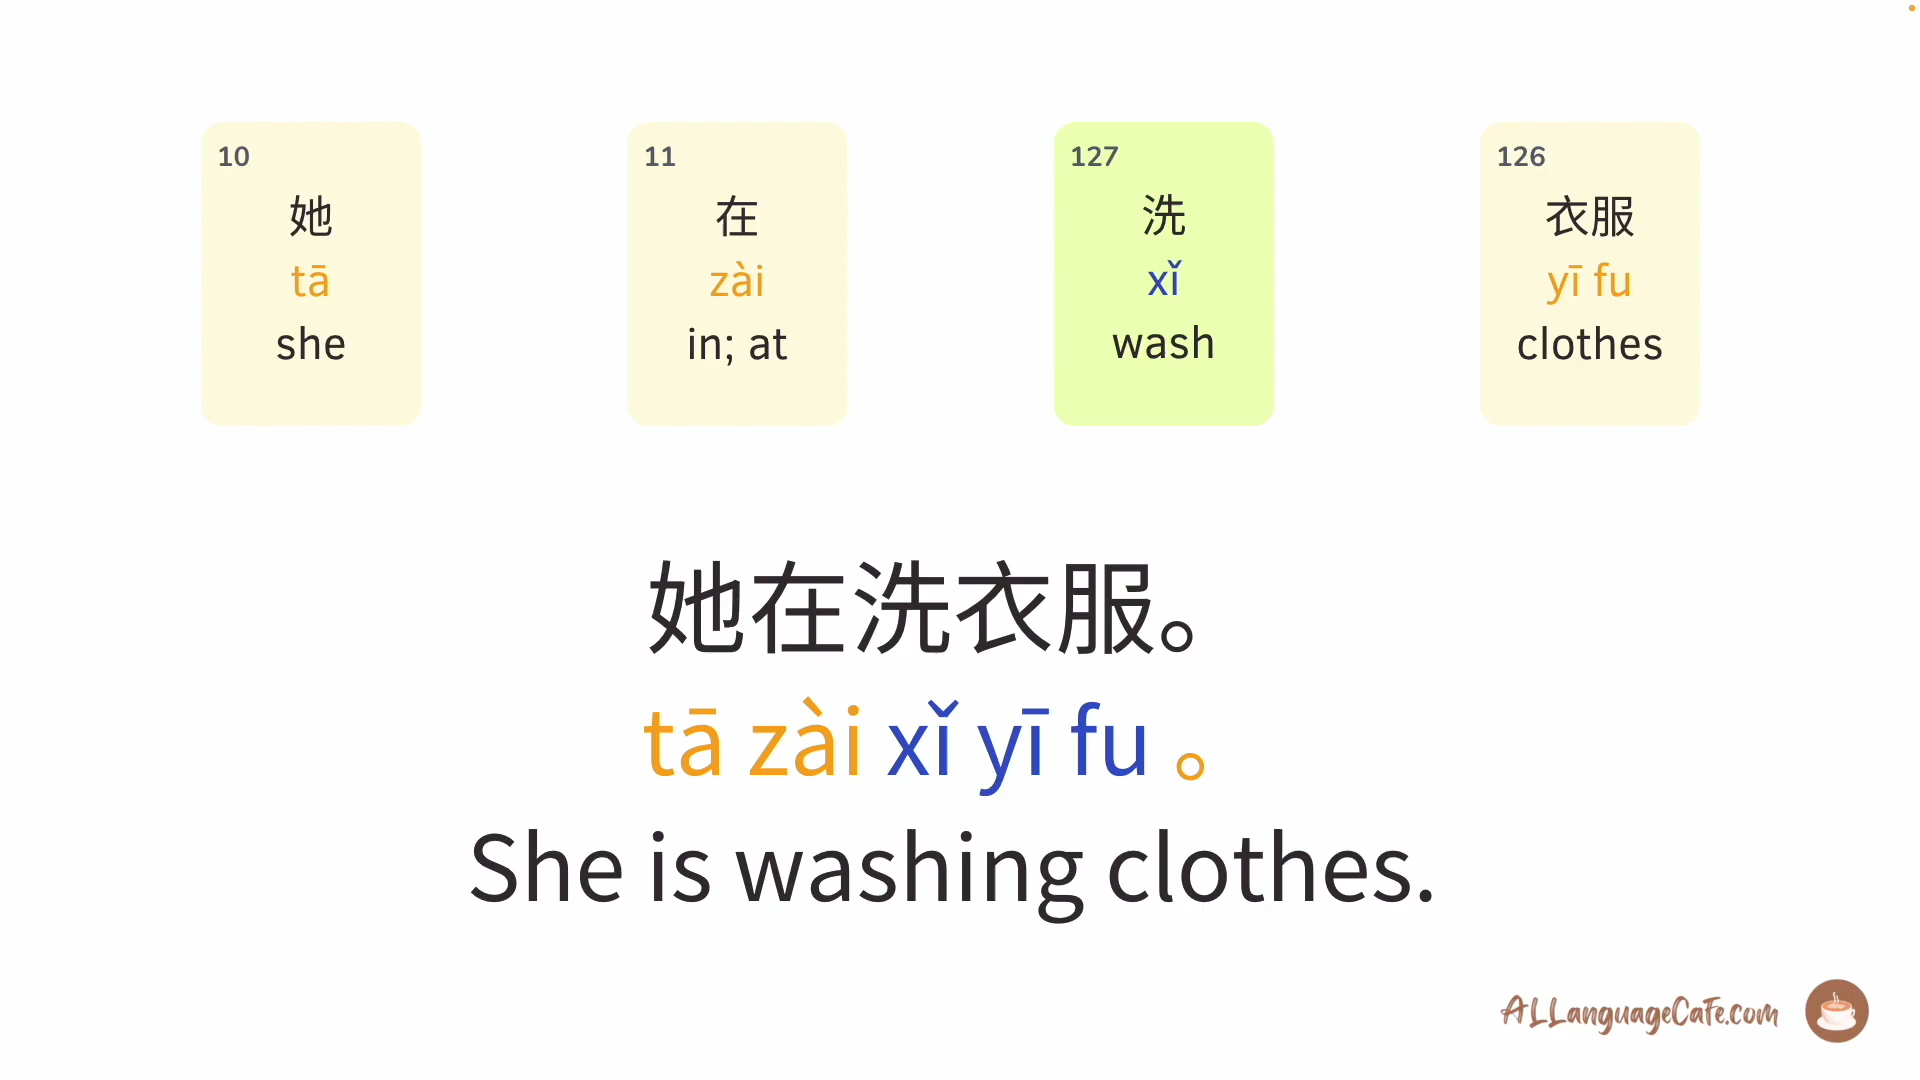 10
她
tā
she
11
在
zài
in; at
127
洗
xǐ
wash
126
衣服
yī fu
clothes
她在洗衣服。
tā zài xǐ yī fu 。
She is washing clothes.
ALLanguageCafe.com